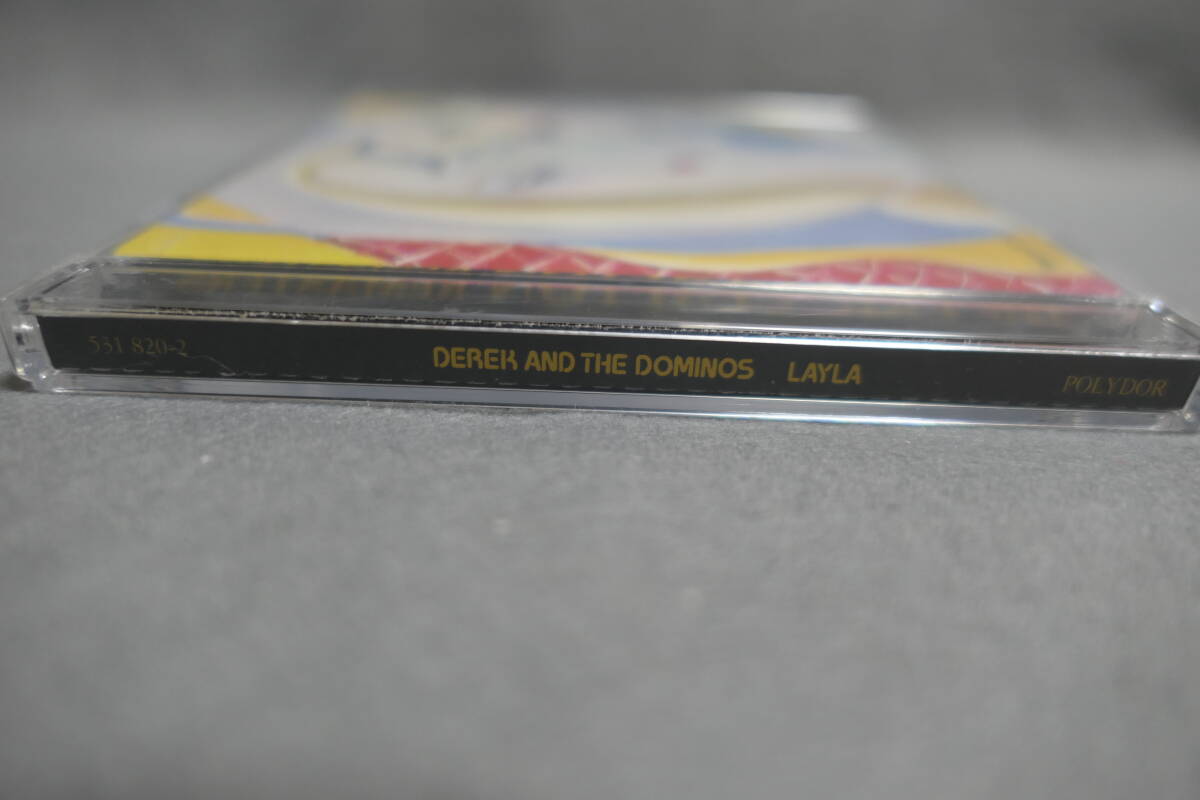 531 820-2 DEREK AND THE DOMINOS LAYLA POLYDOR